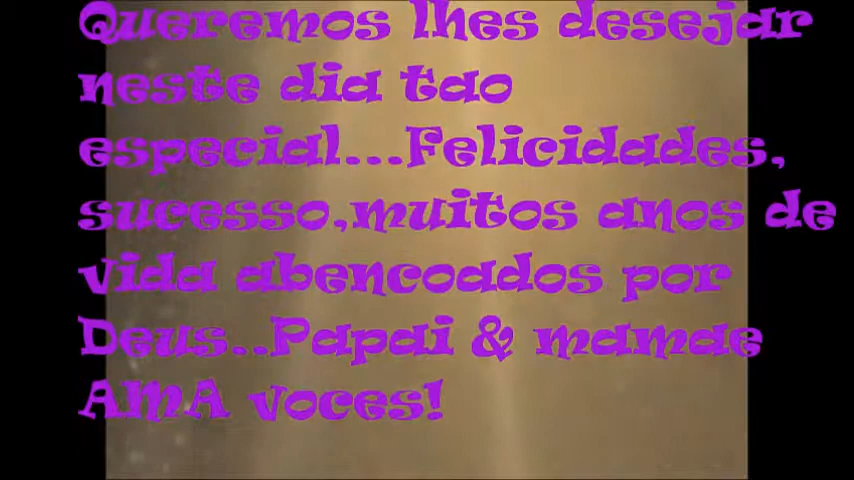 Queremos lhes desejar
neste dia tao
especial...Felicidades,
sucesso,muitos anos de
vida abencoados por
Deus..Papai & mamae
AMA voces!